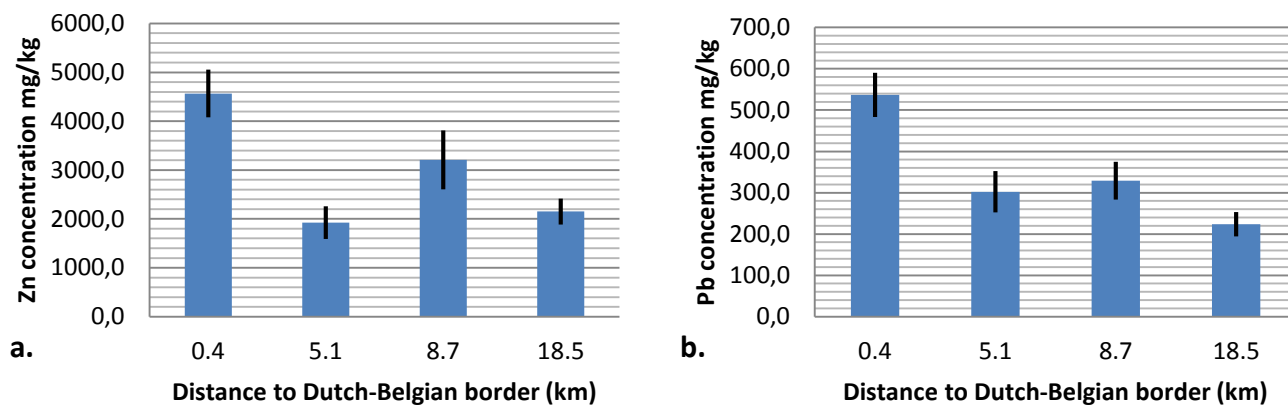 Zn concentration mg/kg
6000,0
5000,0
4000,0
3000,0
2000,0
1000,0
0,0
0.4 5.1 8.7 18.5
Distance to Dutch-Belgian border (km)
a.
Pb concentration mg/kg
700,0
600,0
500,0
400,0
300,0
200,0
100,0
0,0
0.4 5.1 8.7 18.5
Distance to Dutch-Belgian border (km)
b.